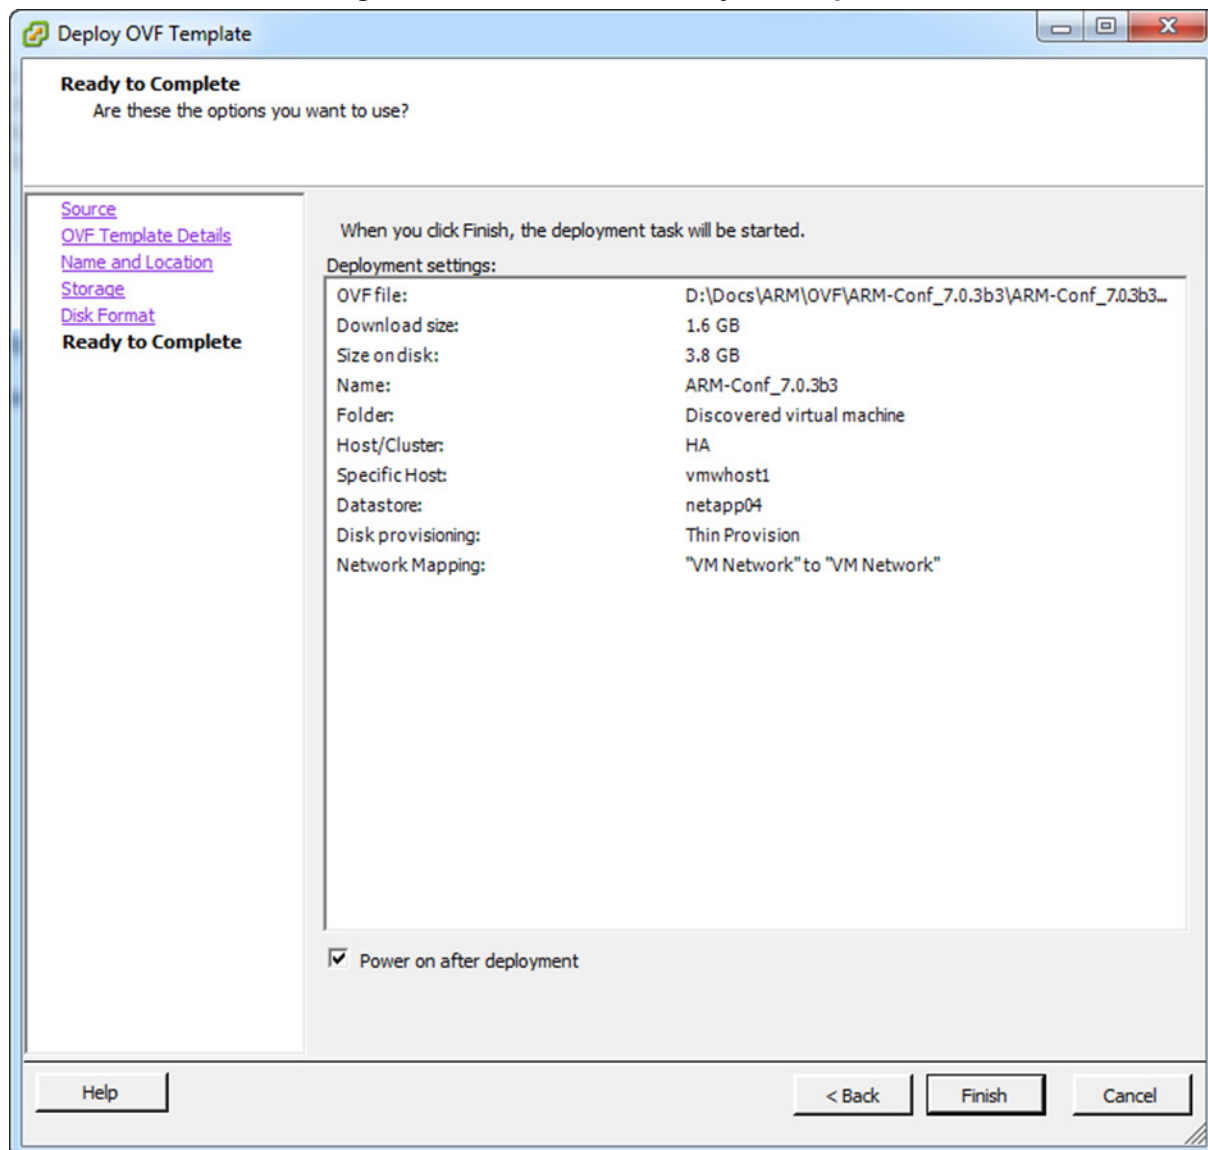 Deploy OVF Template
Ready to Complete
Are these the options you want to use?
Source
OVF Template Details
Name and Location
Storage
Disk Format
Ready to Complete
When you click Finish, the deployment task will be started.
Deployment settings:
OVF file: D:\Docs\ARM\OVF\ARM-Conf_7.0.3b3\ARM-Conf_7.0.3b3...
Download size: 1.6 GB
Size on disk: 3.8 GB
Name: ARM-Conf_7.0.3b3
Folder: Discovered virtual machine
Host/Cluster: HA
Specific Host: vmwhost1
Datastore: netapp04
Disk provisioning: Thin Provision
Network Mapping: "VM Network" to "VM Network"
Power on after deployment
Help
< Back
Finish
Cancel